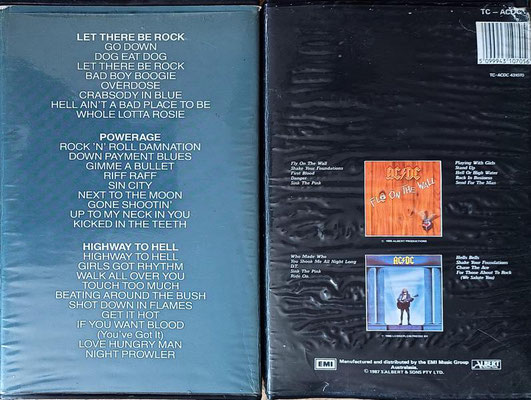 LET THERE BE ROCK
GO DOWN
DOG EAT DOG
LET THERE BE ROCK
BAD BOY BOOGIE
OVERDOSE
CRABSODY IN BLUE
HELL AIN'T A BAD PLACE TO BE
WHOLE LOTTA ROSIE
POWERAGE
ROCK 'N' ROLL DAMNATION
DOWN PAYMENT BLUES
GIMME A BULLET
RIFF RAFF
SIN CITY
NEXT TO THE MOON
GONE SHOOTIN'
UP TO MY NECK IN YOU
KICKED IN THE TEETH
HIGHWAY TO HELL
HIGHWAY TO HELL
GIRLS GOT RHYTHM
WALK ALL OVER YOU
TOUCH TOO MUCH
BEATING AROUND THE BUSH
SHOT DOWN IN FLAMES
GET IT HOT
IF YOU WANT BLOOD
(You've Got It)
LOVE HUNGRY MAN
NIGHT PROWLER
TC - ACDC
TC-ACDC
Fly On The Wall
Shake Your Foundations
First Blood
Danger
Sink The Pink
AC/DC
FLY ON THE WALL
Playing With Girls
Stand Up
Hell Or High Water
Back In Business
Send For The Man
© 1985 ALBERT PRODUCTIONS
Who Made Who
You Shook Me All Night Long
D.T.
Sink The Pink
Ride On
AC/DC
Hells Bells
Shake Your Foundations
Chase The Ace
For Those About To Rock
(We Salute You)
EMI
Manufactured and distributed by the EMI Music Group
Australasia.
© 1987 J.ALBERT & SONS PTY LTD.
ALBERT